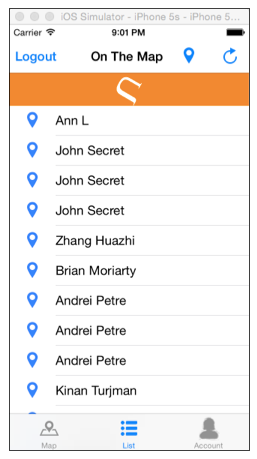 iOS Simulator - iPhone 5s - iPhone 5...
Carrier 9:01 PM
Logout On The Map
Ann L
John Secret
John Secret
John Secret
Zhang Huazhi
Brian Moriarty
Andrei Petre
Andrei Petre
Andrei Petre
Kinan Turjman
Map List Account